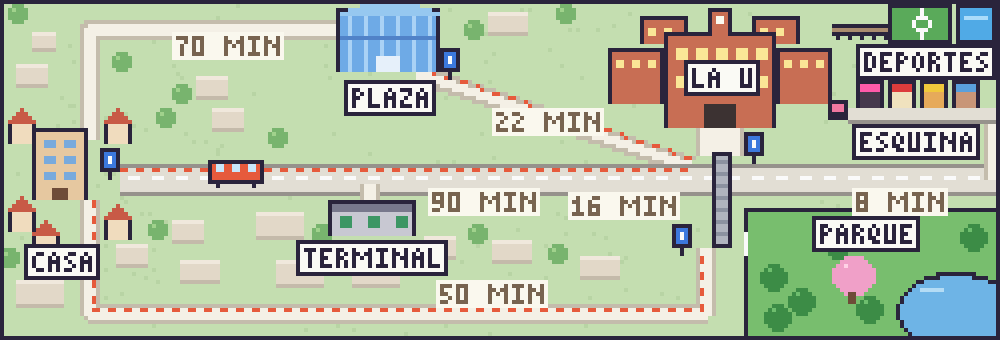 70 MIN
PLAZA
22 MIN
LA U
DEPORTES
ESQUINA
90 MIN
16 MIN
8 MIN
PARQUE
CASA
TERMINAL
50 MIN